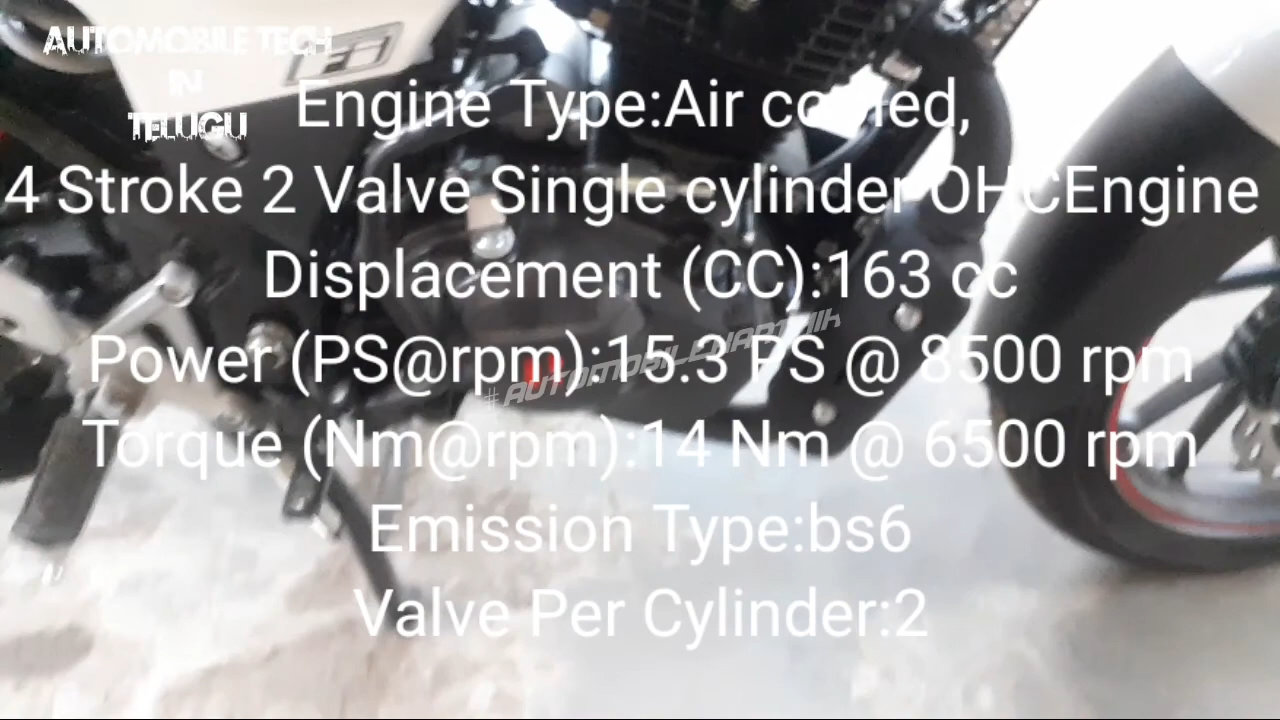 AUTOMOBILE TECH
IN
TELUGU
Engine Type:Air cooled,
4 Stroke 2 Valve Single cylinder OHCEngine
Displacement (CC):163 cc
Power (PS@rpm):15.3 PS @ 8500 rpm
#AUTOMOBILEKARTHIK
Torque (Nm@rpm):14 Nm @ 6500 rpm
Emission Type:bs6
Valve Per Cylinder:2